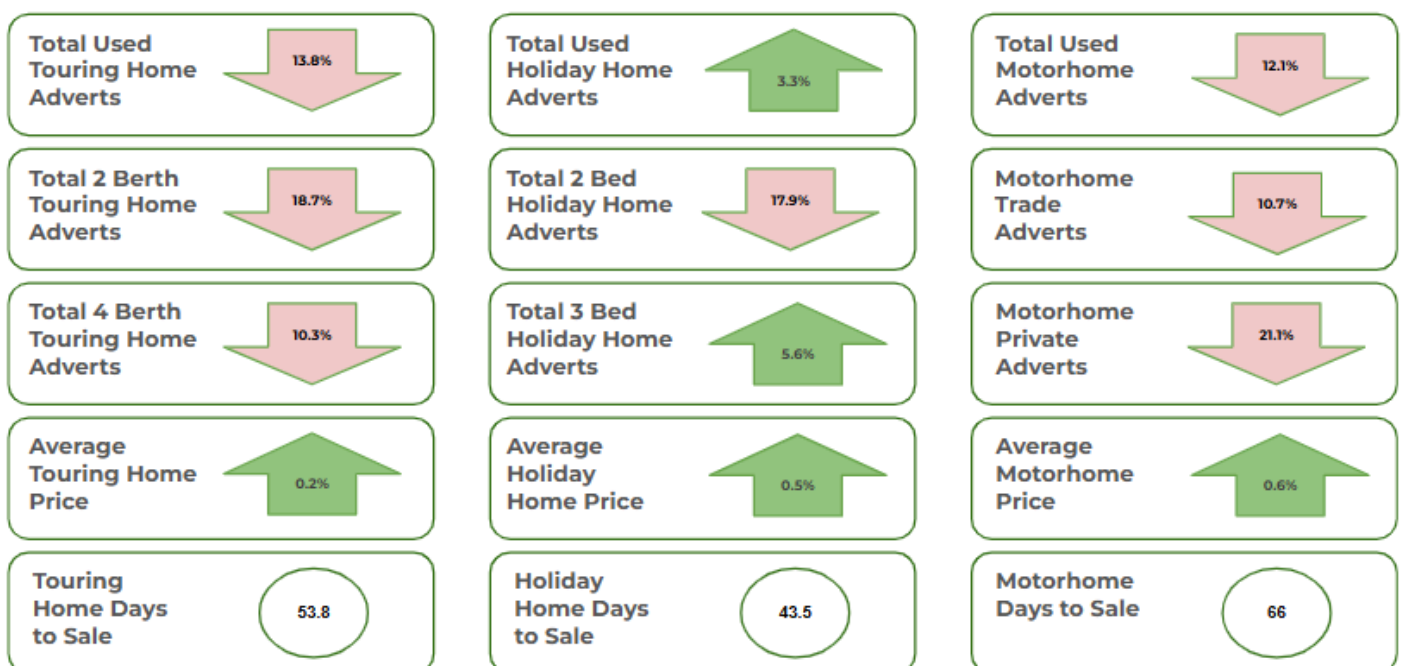 Total Used
Touring Home
Adverts
13.8%
Total Used
Holiday Home
Adverts
3.3%
Total Used
Motorhome
Adverts
12.1%
Total 2 Berth
Touring Home
Adverts
18.7%
Total 2 Bed
Holiday Home
Adverts
17.9%
Motorhome
Trade
Adverts
10.7%
Total 4 Berth
Touring Home
Adverts
10.3%
Total 3 Bed
Holiday Home
Adverts
5.6%
Motorhome
Private
Adverts
21.1%
Average
Touring Home
Price
0.2%
Average
Holiday
Home Price
0.5%
Average
Motorhome
Price
0.6%
Touring
Home Days
to Sale
53.8
Holiday
Home Days
to Sale
43.5
Motorhome
Days to Sale
66